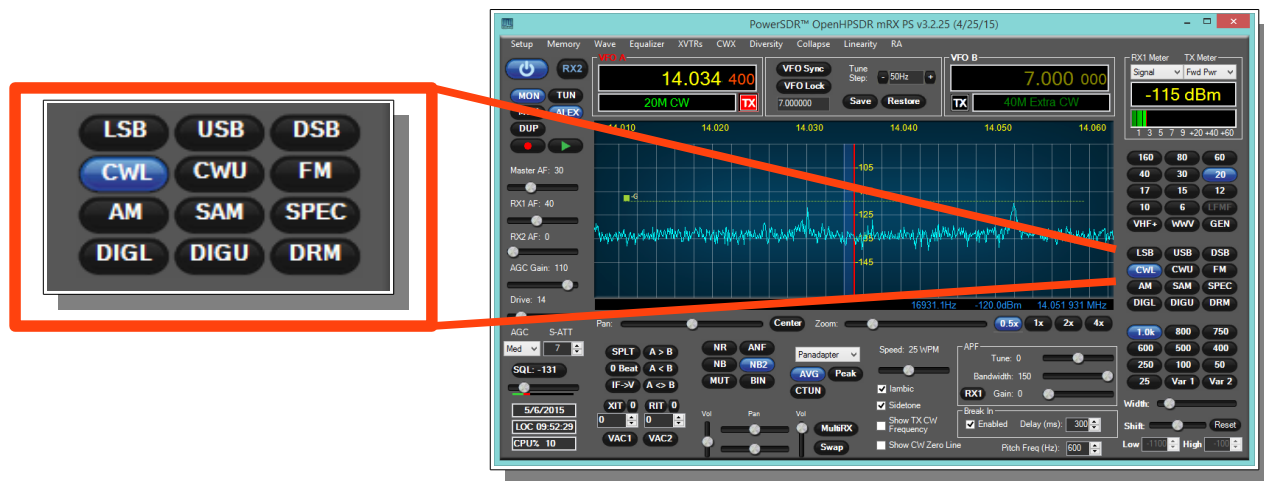 PowerSDR™ OpenHPSDR mRX PS v3.2.25 (4/25/15)
Setup Memory Wave Equalizer XVTRs CWX Diversity Collapse Linearity RA
LSB USB DSB
CWL CWU FM
AM SAM SPEC
DIGL DIGU DRM
RX2
MON TUN
ALEX
DUP
VFO A
14.034 400
20M CW TX
VFO Sync
VFO Lock
7.000000
Tune
Step: - 50Hz +
Save Restore
VFO B
7.000 000
TX 40M Extra CW
RX1 Meter TX Meter
Signal Fwd Pwr
-115 dBm
1 3 5 7 9 +20 +40 +60
Master AF: 30
RX1 AF: 40
RX2 AF: 0
AGC Gain: 110
Drive: 14
AGC S-ATT
Med 7
SQL: -131
5/6/2015
LOC 09:52:29
CPU% 10
14.010 14.020 14.030 14.040 14.050 14.060
-105
-G
-125
-135
-145
16931.1Hz -120.0dBm 14.051 931 MHz
Pan: Center Zoom: 0.5x 1x 2x 4x
160 80 60
40 30 20
17 15 12
10 6 LFMF
VHF+ WWV GEN
LSB USB DSB
CWL CWU FM
AM SAM SPEC
DIGL DIGU DRM
1.0k 800 750
600 500 400
250 100 50
25 Var 1 Var 2
Width:
Shift: Reset
Low -1100 High -100
SPLT A > B
0 Beat A < B
IF->V A <> B
XIT 0 RIT 0
0 0
VAC1 VAC2
NR ANF
NB NB2
MUT BIN
Panadapter
AVG Peak
CTUN
Vol Pan Vol
MultiRX
Swap
Speed: 25 WPM
Iambic
Sidetone
Show TX CW
Frequency
Show CW Zero Line
APF
Tune: 0
Bandwidth: 150
RX1 Gain: 0
Break In
Enabled Delay (ms): 300
Pitch Freq (Hz): 600